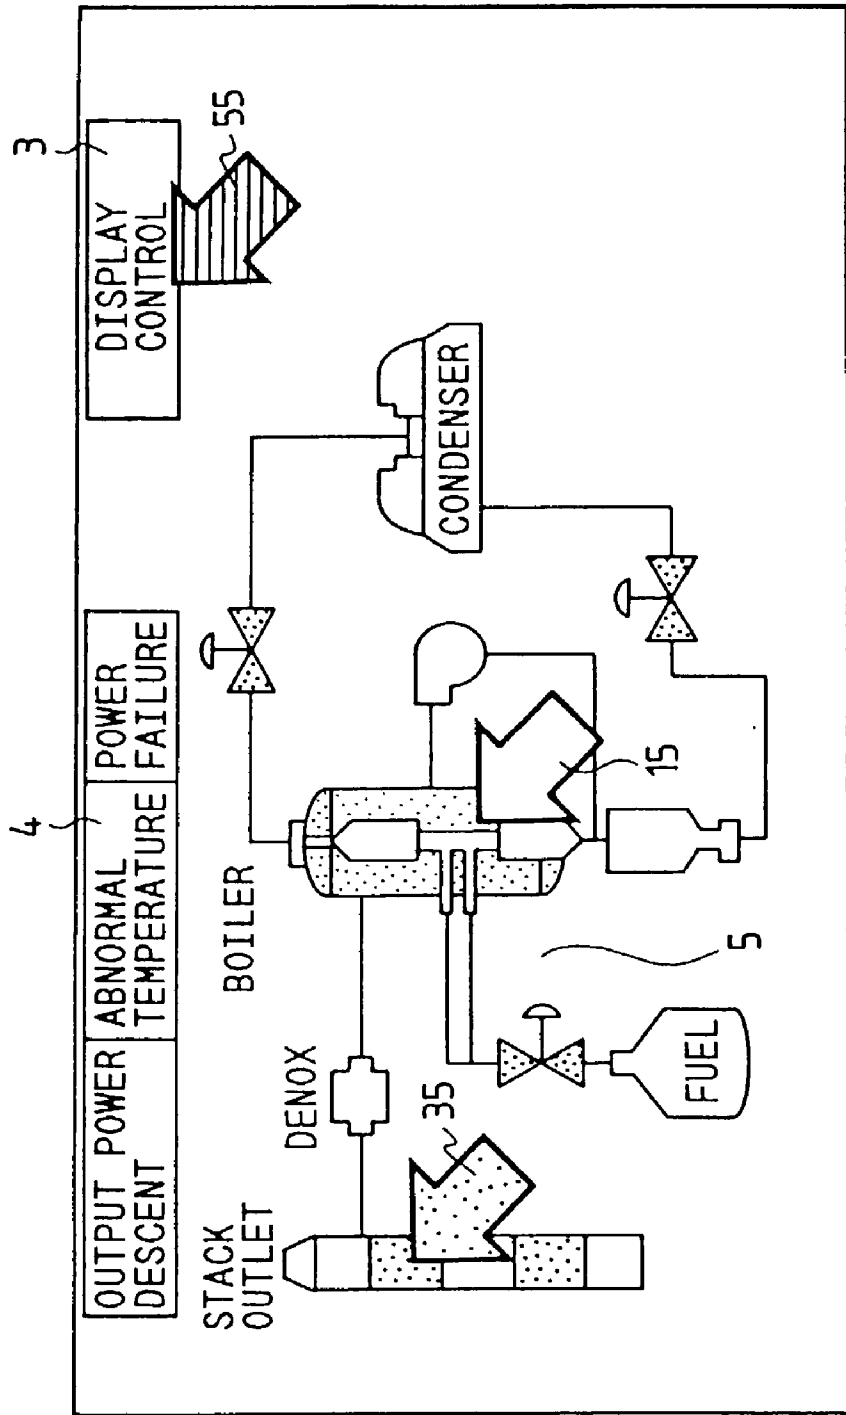 OUTPUT POWER
DESCENT
ABNORMAL
TEMPERATURE
4
POWER
FAILURE
DISPLAY
CONTROL
3
55
STACK
OUTLET
DENOX
BOILER
CONDENSER
35
15
FUEL
5